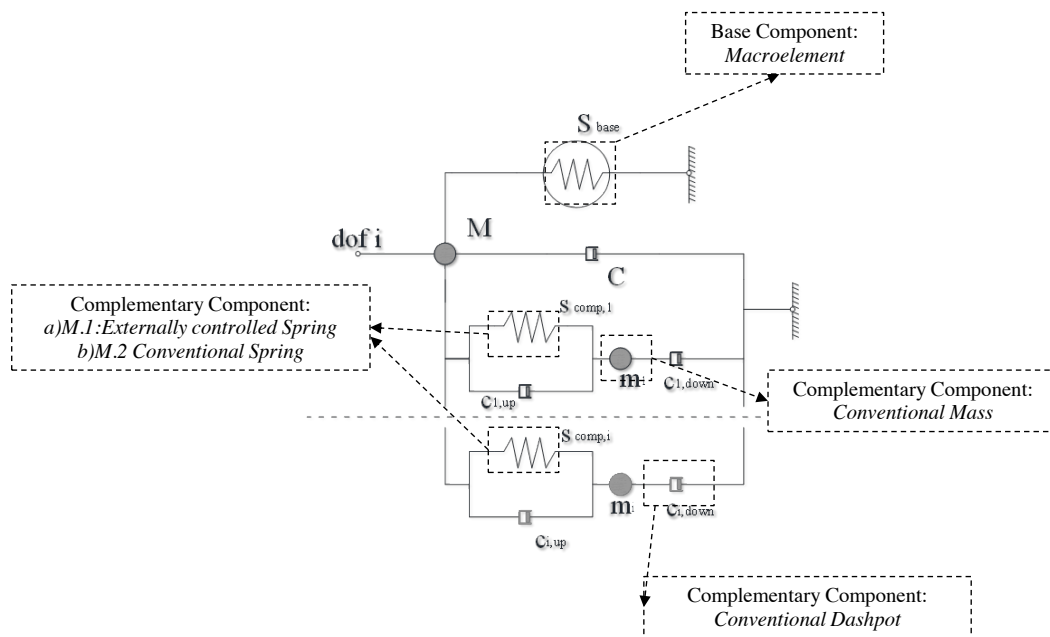 Base Component:
Macroelement
S base
M
dof i
C
Complementary Component:
a)M.1:Externally controlled Spring
b)M.2 Conventional Spring
S comp,1
m1
c1,up
c1,down
Complementary Component:
Conventional Mass
S comp,i
mi
ci,down
ci,up
Complementary Component:
Conventional Dashpot